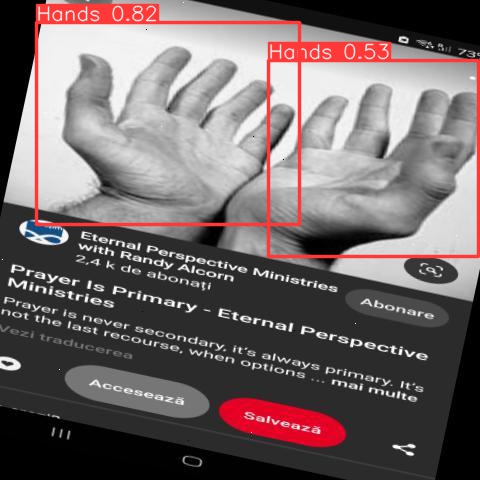 Hands 0.82
Hands 0.53
73%
Eternal Perspective Ministries
with Randy Alcorn
2,4 k de abonați
Abonare
Prayer Is Primary - Eternal Perspective
Ministries
Prayer is never secondary, it's always primary. It's
not the last recourse, when options ... mai multe
Vezi traducerea
Accesează
Salvează